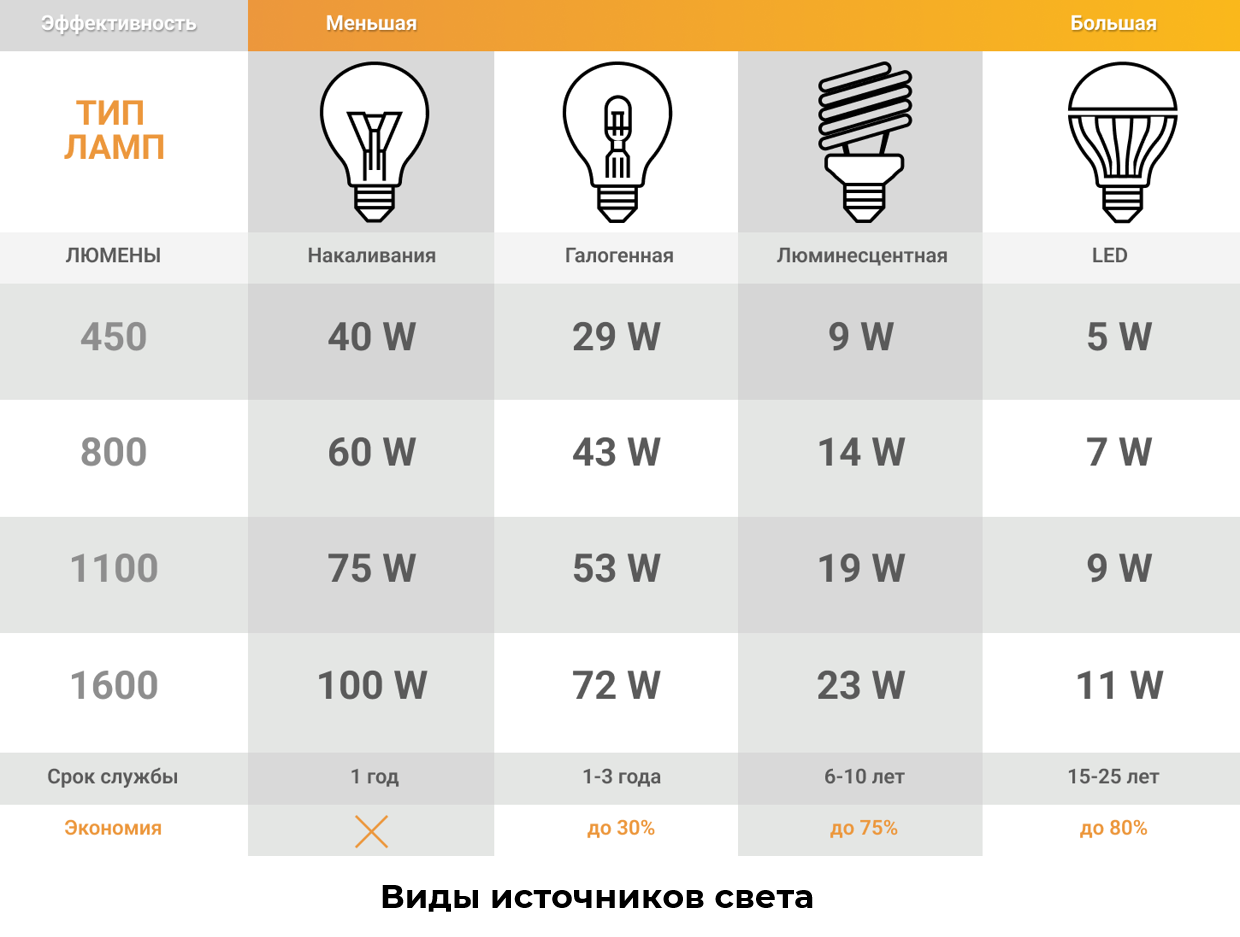 Эффективность Меньшая Большая
ТИП
ЛАМП
ЛЮМЕНЫ Накаливания Галогенная Люминесцентная LED
450 40 W 29 W 9 W 5 W
800 60 W 43 W 14 W 7 W
1100 75 W 53 W 19 W 9 W
1600 100 W 72 W 23 W 11 W
Срок службы 1 год 1-3 года 6-10 лет 15-25 лет
Экономия до 30% до 75% до 80%
Виды источников света